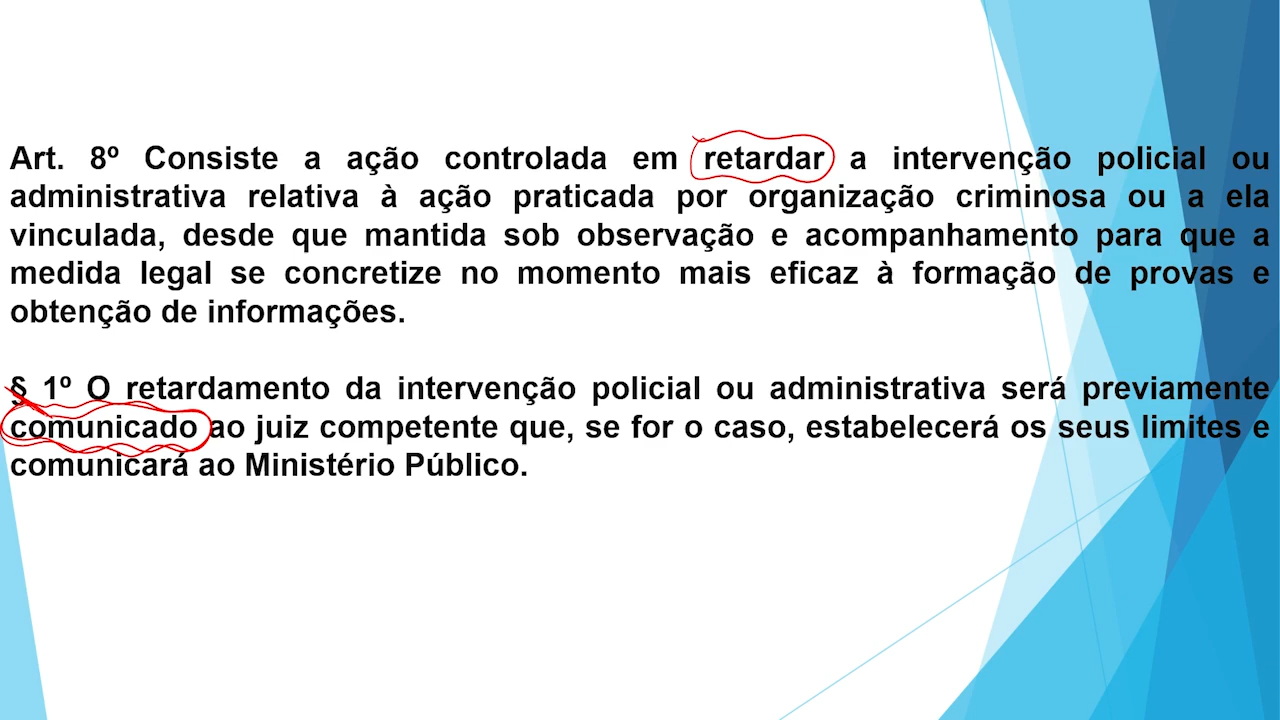 Art. 8º Consiste a ação controlada em retardar a intervenção policial ou
administrativa relativa à ação praticada por organização criminosa ou a ela
vinculada, desde que mantida sob observação e acompanhamento para que a
medida legal se concretize no momento mais eficaz à formação de provas e
obtenção de informações.
§ 1º O retardamento da intervenção policial ou administrativa será previamente
comunicado ao juiz competente que, se for o caso, estabelecerá os seus limites e
comunicará ao Ministério Público.